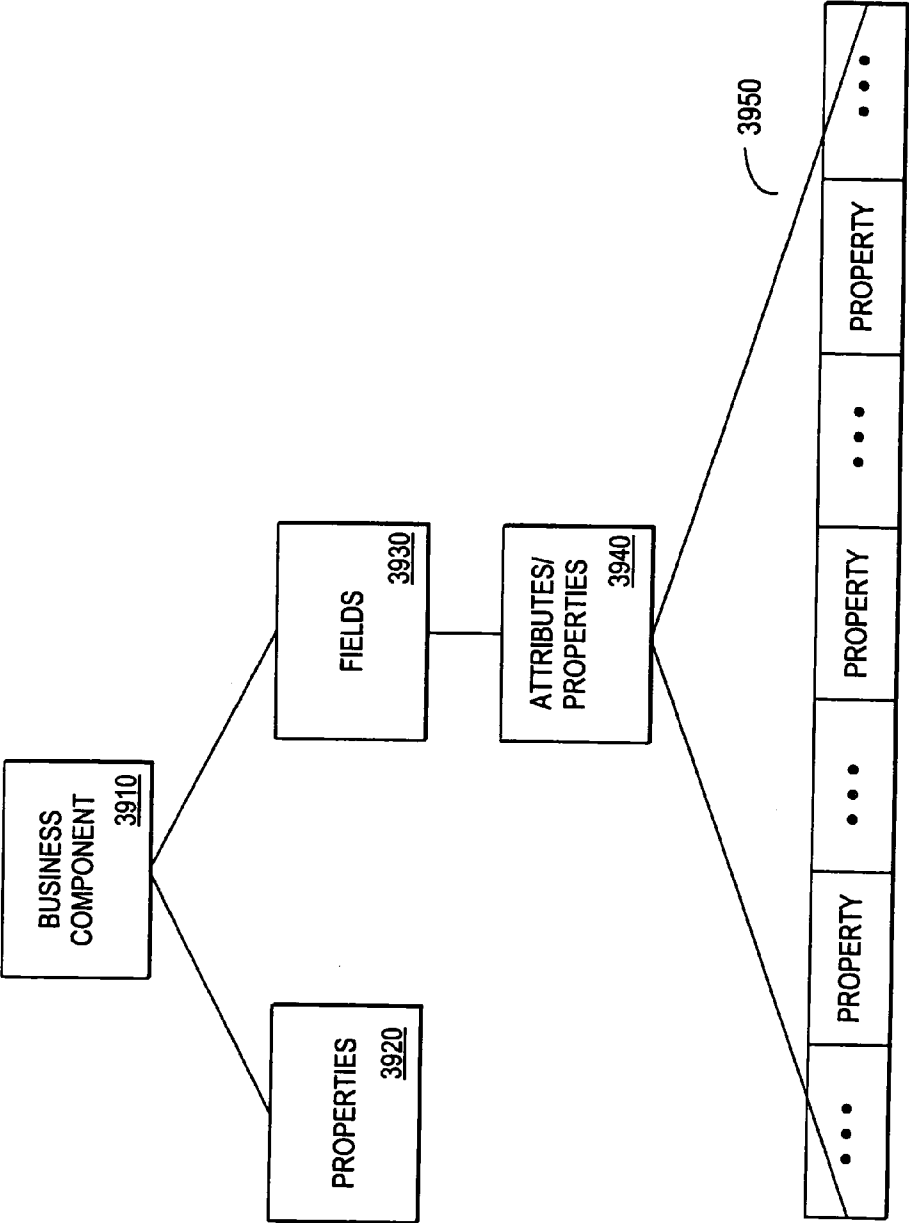 BUSINESS
COMPONENT
3910
PROPERTIES
3920
FIELDS
3930
ATTRIBUTES/
PROPERTIES
3940
3950
•••
PROPERTY
•••
PROPERTY
•••
PROPERTY
•••